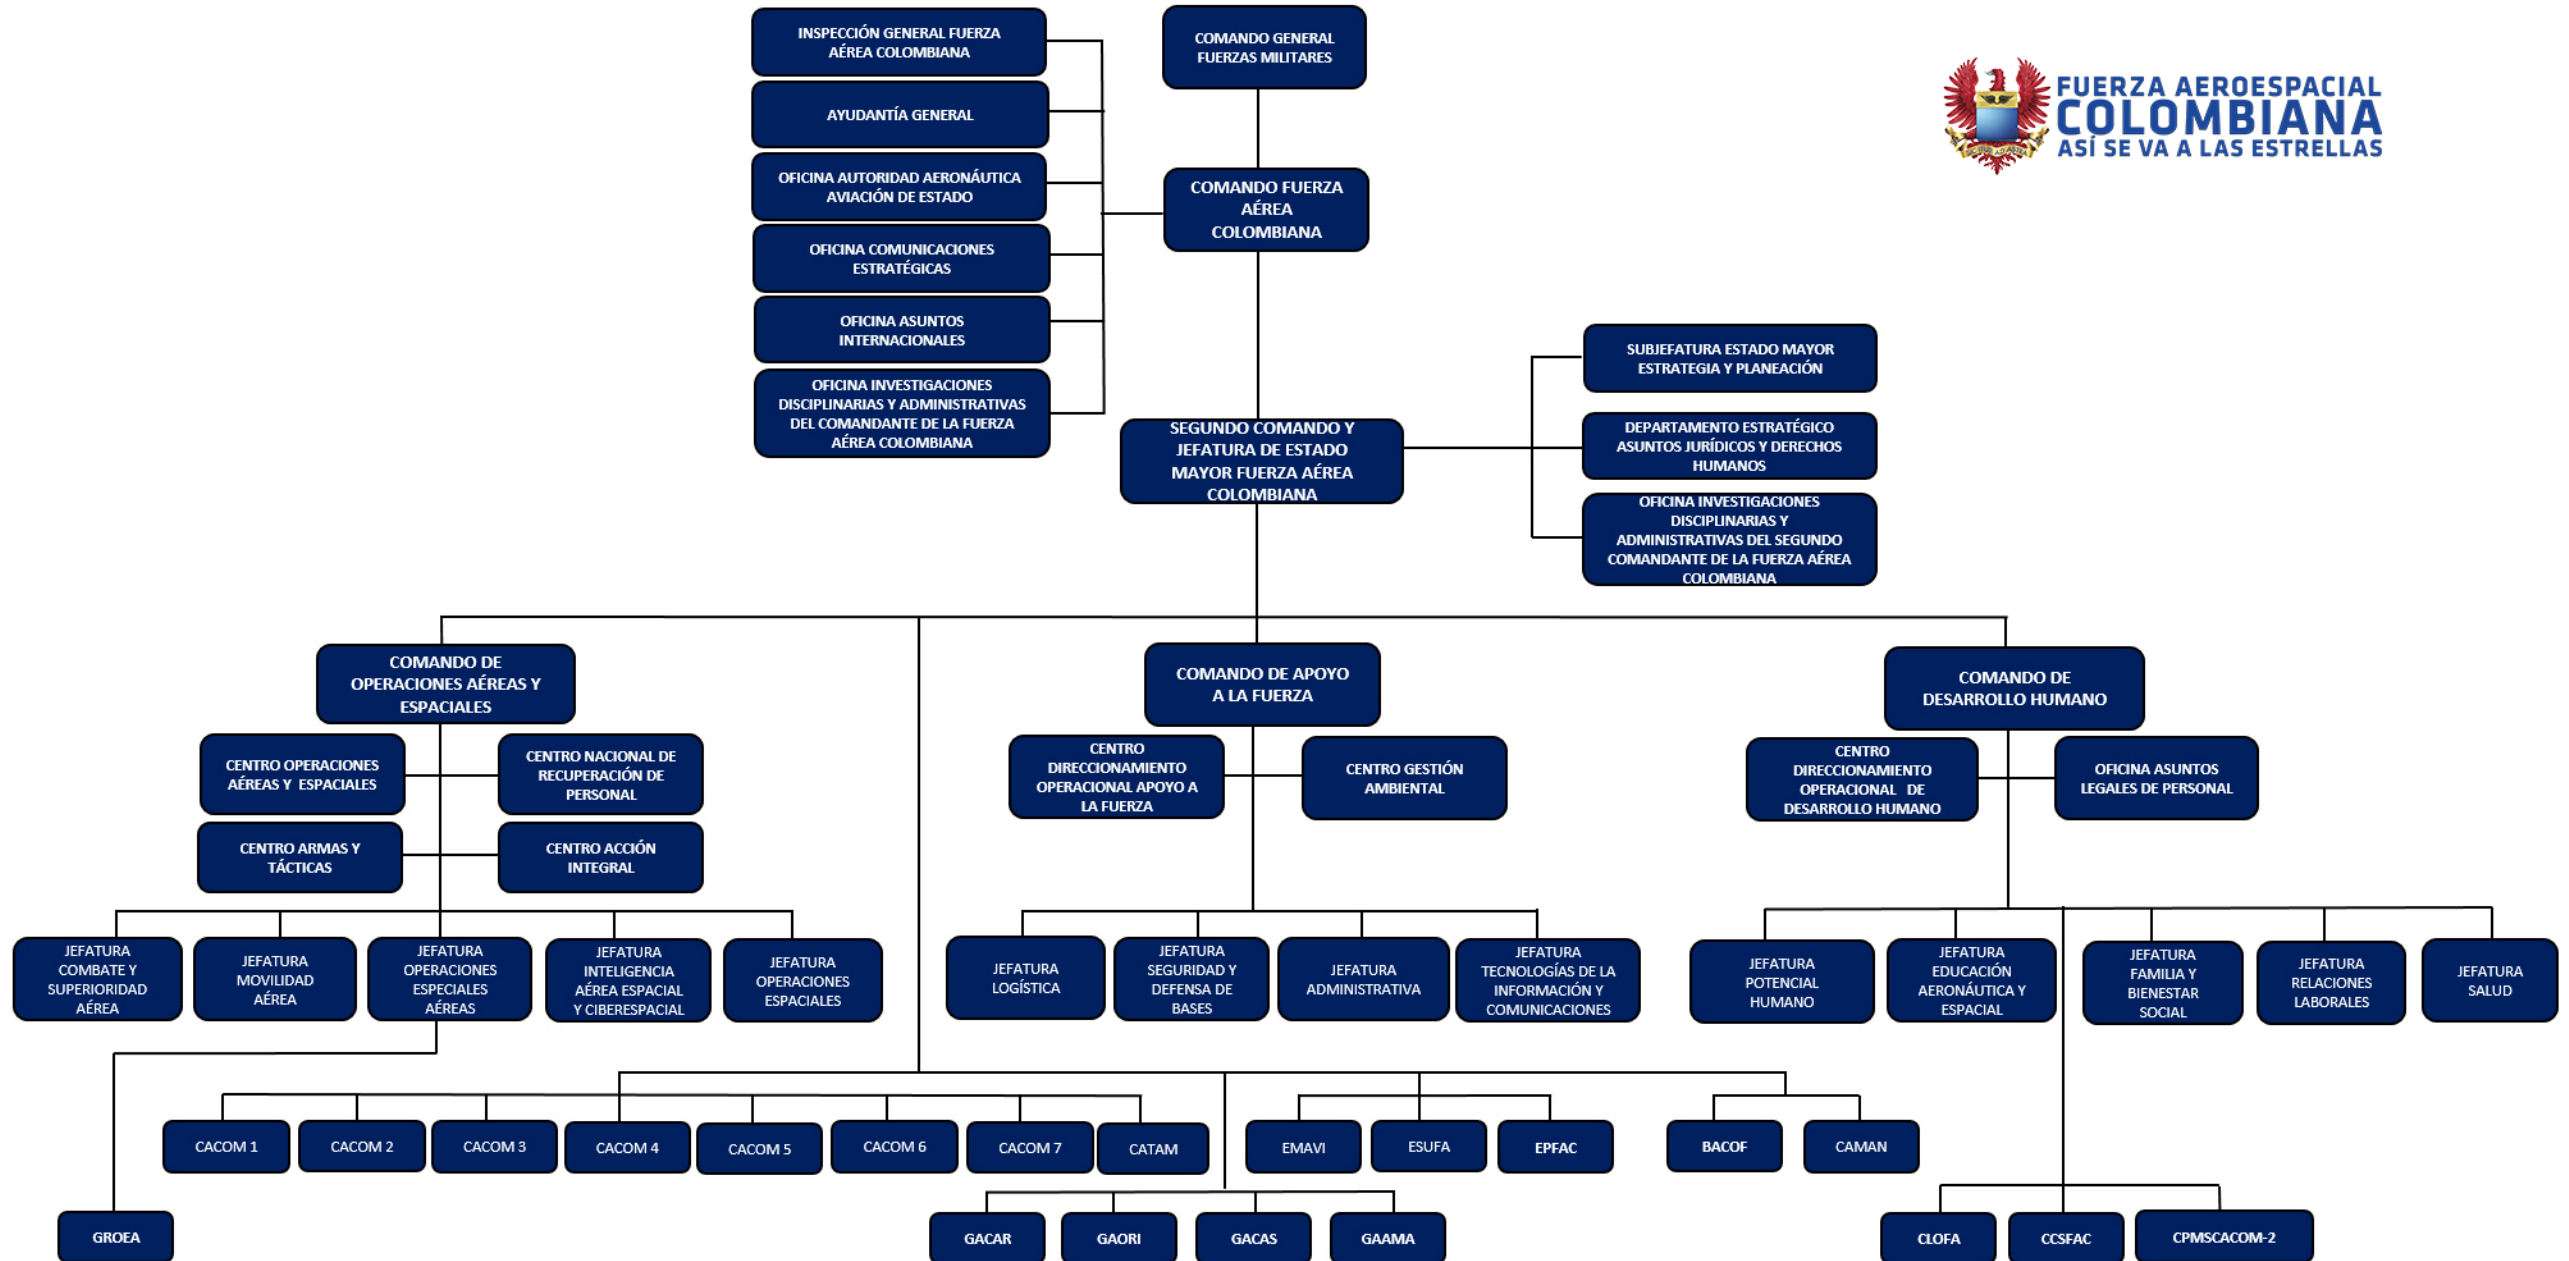 INSPECCIÓN GENERAL FUERZA
AÉREA COLOMBIANA
COMANDO GENERAL
FUERZAS MILITARES
FUERZA AEROESPACIAL
COLOMBIANA
ASÍ SE VA A LAS ESTRELLAS
AYUDANTÍA GENERAL
OFICINA AUTORIDAD AERONÁUTICA
AVIACIÓN DE ESTADO
COMANDO FUERZA
AÉREA
COLOMBIANA
OFICINA COMUNICACIONES
ESTRATÉGICAS
OFICINA ASUNTOS
INTERNACIONALES
OFICINA INVESTIGACIONES
DISCIPLINARIAS Y ADMINISTRATIVAS
DEL COMANDANTE DE LA FUERZA
AÉREA COLOMBIANA
SEGUNDO COMANDO Y
JEFATURA DE ESTADO
MAYOR FUERZA AÉREA
COLOMBIANA
SUBJEFATURA ESTADO MAYOR
ESTRATEGIA Y PLANEACIÓN
DEPARTAMENTO ESTRATÉGICO
ASUNTOS JURÍDICOS Y DERECHOS
HUMANOS
OFICINA INVESTIGACIONES
DISCIPLINARIAS Y
ADMINISTRATIVAS DEL SEGUNDO
COMANDANTE DE LA FUERZA AÉREA
COLOMBIANA
COMANDO DE
OPERACIONES AÉREAS Y
ESPACIALES
COMANDO DE APOYO
A LA FUERZA
COMANDO DE
DESARROLLO HUMANO
CENTRO OPERACIONES
AÉREAS Y ESPACIALES
CENTRO NACIONAL DE
RECUPERACIÓN DE
PERSONAL
CENTRO ARMAS Y
TÁCTICAS
CENTRO ACCIÓN
INTEGRAL
CENTRO
DIRECCIONAMIENTO
OPERACIONAL APOYO A
LA FUERZA
CENTRO GESTIÓN
AMBIENTAL
CENTRO
DIRECCIONAMIENTO
OPERACIONAL DE
DESARROLLO HUMANO
OFICINA ASUNTOS
LEGALES DE PERSONAL
JEFATURA
COMBATE Y
SUPERIORIDAD
AÉREA
JEFATURA
MOVILIDAD
AÉREA
JEFATURA
OPERACIONES
ESPECIALES
AÉREAS
JEFATURA
INTELIGENCIA
AÉREA ESPACIAL
Y CIBERESPACIAL
JEFATURA
OPERACIONES
ESPACIALES
JEFATURA
LOGÍSTICA
JEFATURA
SEGURIDAD Y
DEFENSA DE
BASES
JEFATURA
ADMINISTRATIVA
JEFATURA
TECNOLOGÍAS DE LA
INFORMACIÓN Y
COMUNICACIONES
JEFATURA
POTENCIAL
HUMANO
JEFATURA
EDUCACIÓN
AERONÁUTICA Y
ESPACIAL
JEFATURA
FAMILIA Y
BIENESTAR
SOCIAL
JEFATURA
RELACIONES
LABORALES
JEFATURA
SALUD
CACOM 1
CACOM 2
CACOM 3
CACOM 4
CACOM 5
CACOM 6
CACOM 7
CATAM
EMAVI
ESUFA
EPFAC
BACOF
CAMAN
GROEA
GACAR
GAORI
GACAS
GAAMA
CLOFA
CCSFAC
CPMSCACOM-2